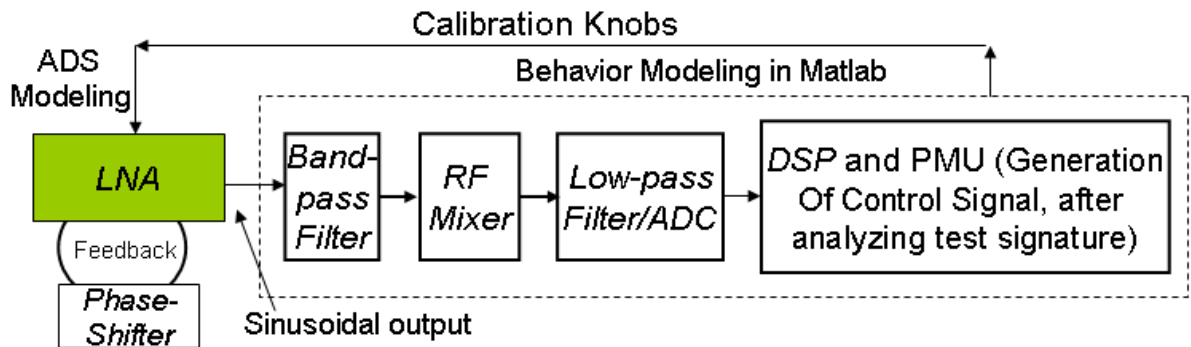 Calibration Knobs
ADS
Modeling
Behavior Modeling in Matlab
LNA
Band-
pass
Filter
RF
Mixer
Low-pass
Filter/ADC
DSP and PMU (Generation
Of Control Signal, after
analyzing test signature)
Feedback
Phase-
Shifter
Sinusoidal output